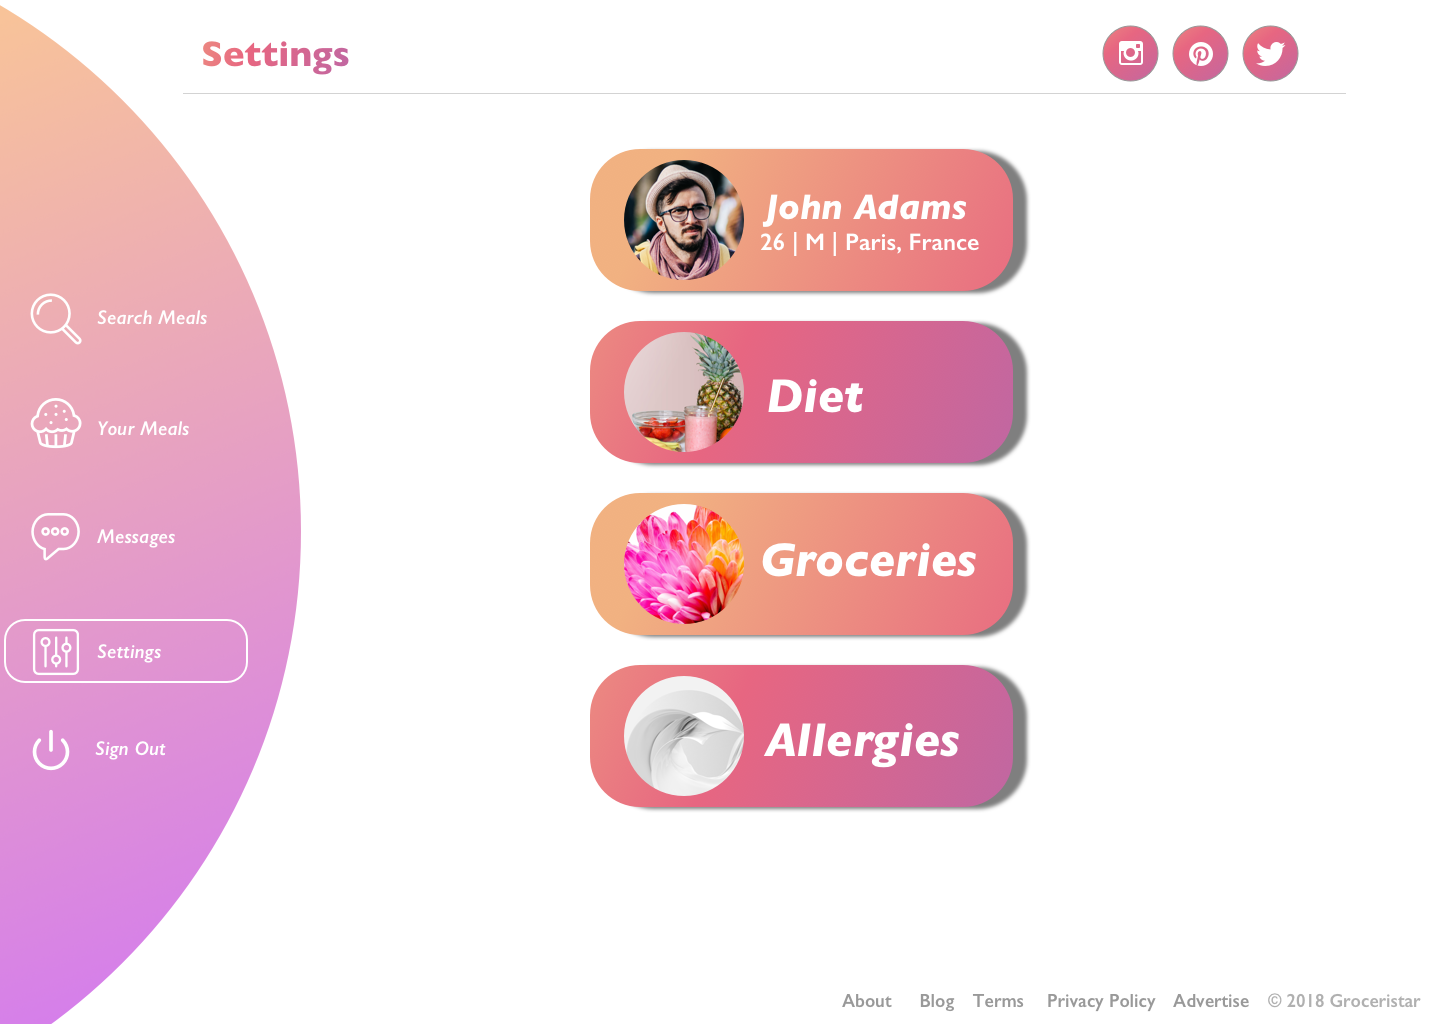 Settings
Search Meals
Your Meals
Messages
Settings
Sign Out
John Adams
26 | M | Paris, France
Diet
Groceries
Allergies
About Blog Terms Privacy Policy Advertise © 2018 Groceristar